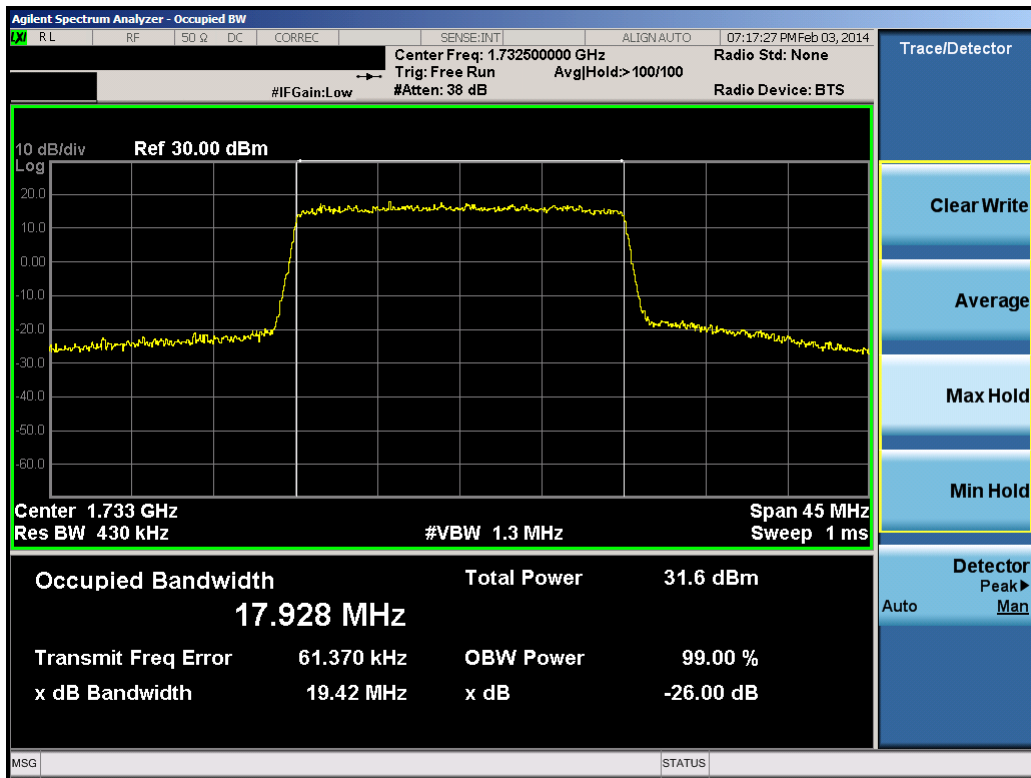 Agilent Spectrum Analyzer - Occupied BW
LXI RL RF 50 Ω DC CORREC SENSE:INT ALIGN AUTO 07:17:27 PM Feb 03, 2014
Center Freq: 1.732500000 GHz Radio Std: None
Trig: Free Run Avg|Hold:>100/100
#IFGain:Low #Atten: 38 dB Radio Device: BTS
10 dB/div Ref 30.00 dBm
Log
20.0
10.0
0.00
-10.0
-20.0
-30.0
-40.0
-50.0
-60.0
Center 1.733 GHz Span 45 MHz
Res BW 430 kHz #VBW 1.3 MHz Sweep 1 ms
Occupied Bandwidth Total Power 31.6 dBm
17.928 MHz
Transmit Freq Error 61.370 kHz OBW Power 99.00 %
x dB Bandwidth 19.42 MHz x dB -26.00 dB
MSG STATUS
Trace/Detector
Clear Write
Average
Max Hold
Min Hold
Detector
Peak▶
Auto Man